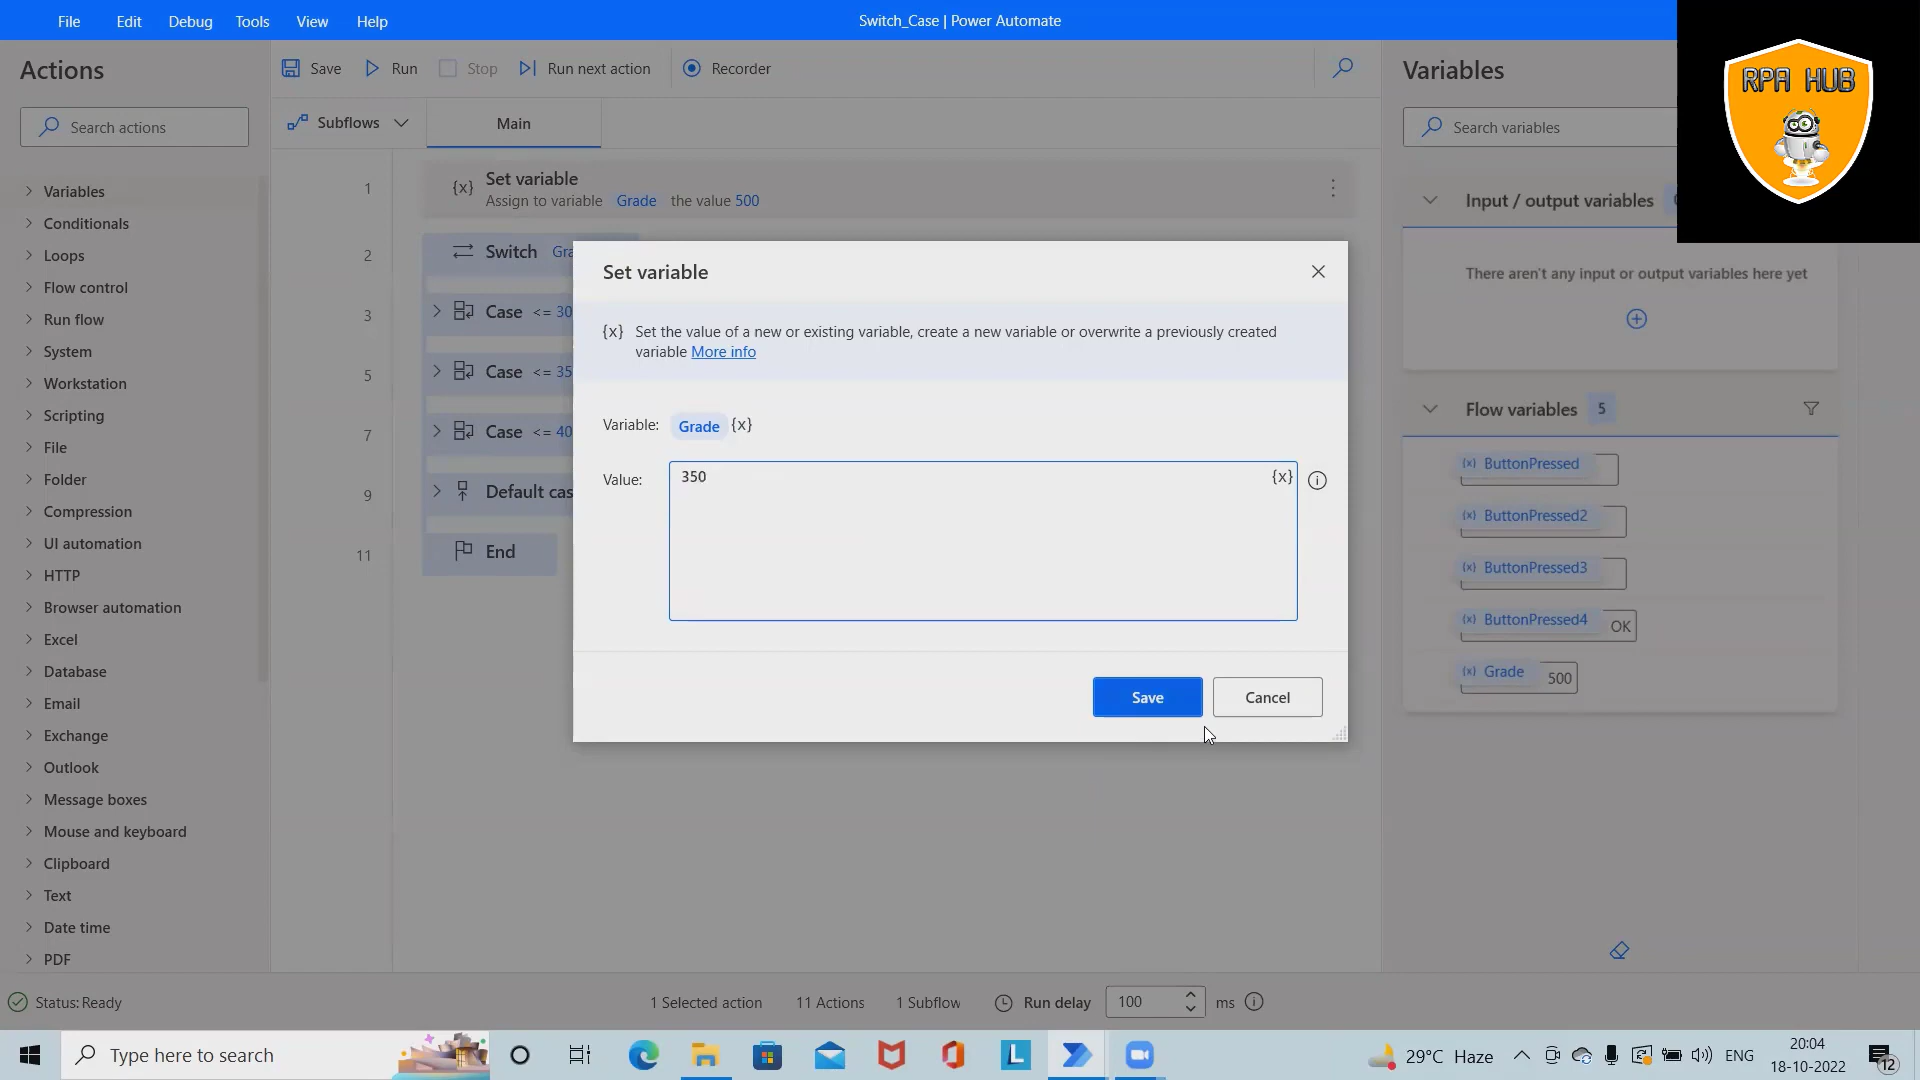 File Edit Debug Tools View Help
Switch_Case | Power Automate
RPA HUB
Actions
Save Run Stop Run next action Recorder
Variables
Search actions
Subflows
Main
Search variables
Variables
Conditionals
Loops
Flow control
Run flow
System
Workstation
Scripting
File
Folder
Compression
UI automation
HTTP
Browser automation
Excel
Database
Email
Exchange
Outlook
Message boxes
Mouse and keyboard
Clipboard
Text
Date time
PDF
1
{x} Set variable
Assign to variable Grade the value 500
2
Switch
3
Case <= 30
5
Case <= 35
7
Case <= 40
9
Default cas
11
End
Set variable
{x} Set the value of a new or existing variable, create a new variable or overwrite a previously created
variable More info
Variable: Grade {x}
Value: 350 {x}
Save Cancel
Input / output variables
There aren't any input or output variables here yet
Flow variables 5
{x} ButtonPressed
{x} ButtonPressed2
{x} ButtonPressed3
{x} ButtonPressed4 OK
{x} Grade 500
Status: Ready
1 Selected action 11 Actions 1 Subflow Run delay 100 ms
Type here to search
L
29°C Haze
ENG
20:04
18-10-2022
12